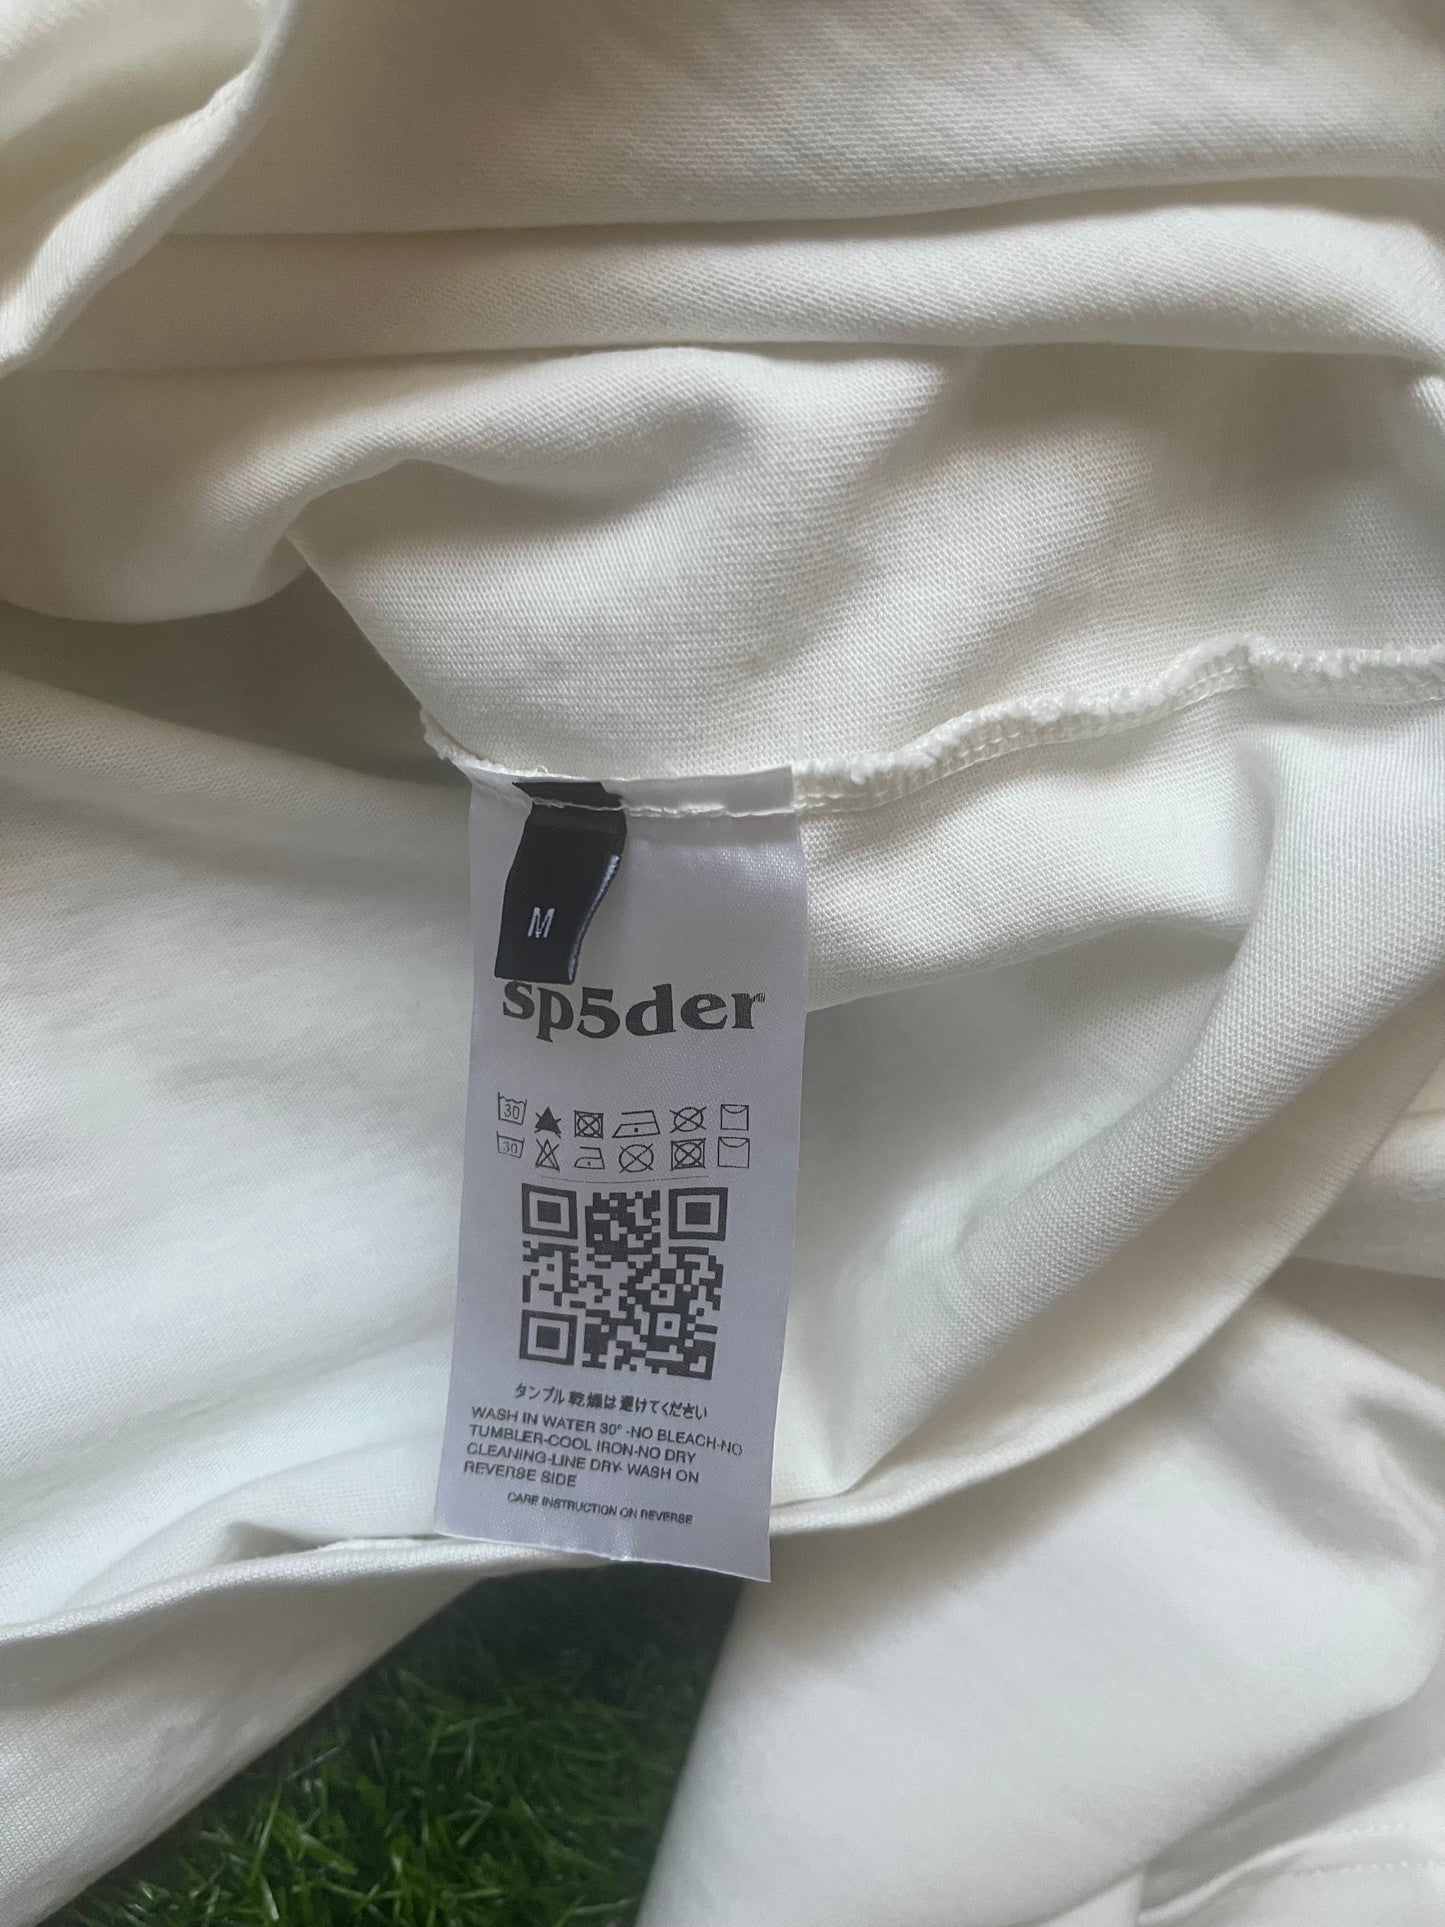 M
sp5der
30
30
タンブル 乾燥は 避けてください
WASH IN WATER 30° -NO BLEACH-NO
TUMBLER-COOL IRON-NO DRY
CLEANING-LINE DRY- WASH ON
REVERSE SIDE
CARE INSTRUCTION ON REVERSE